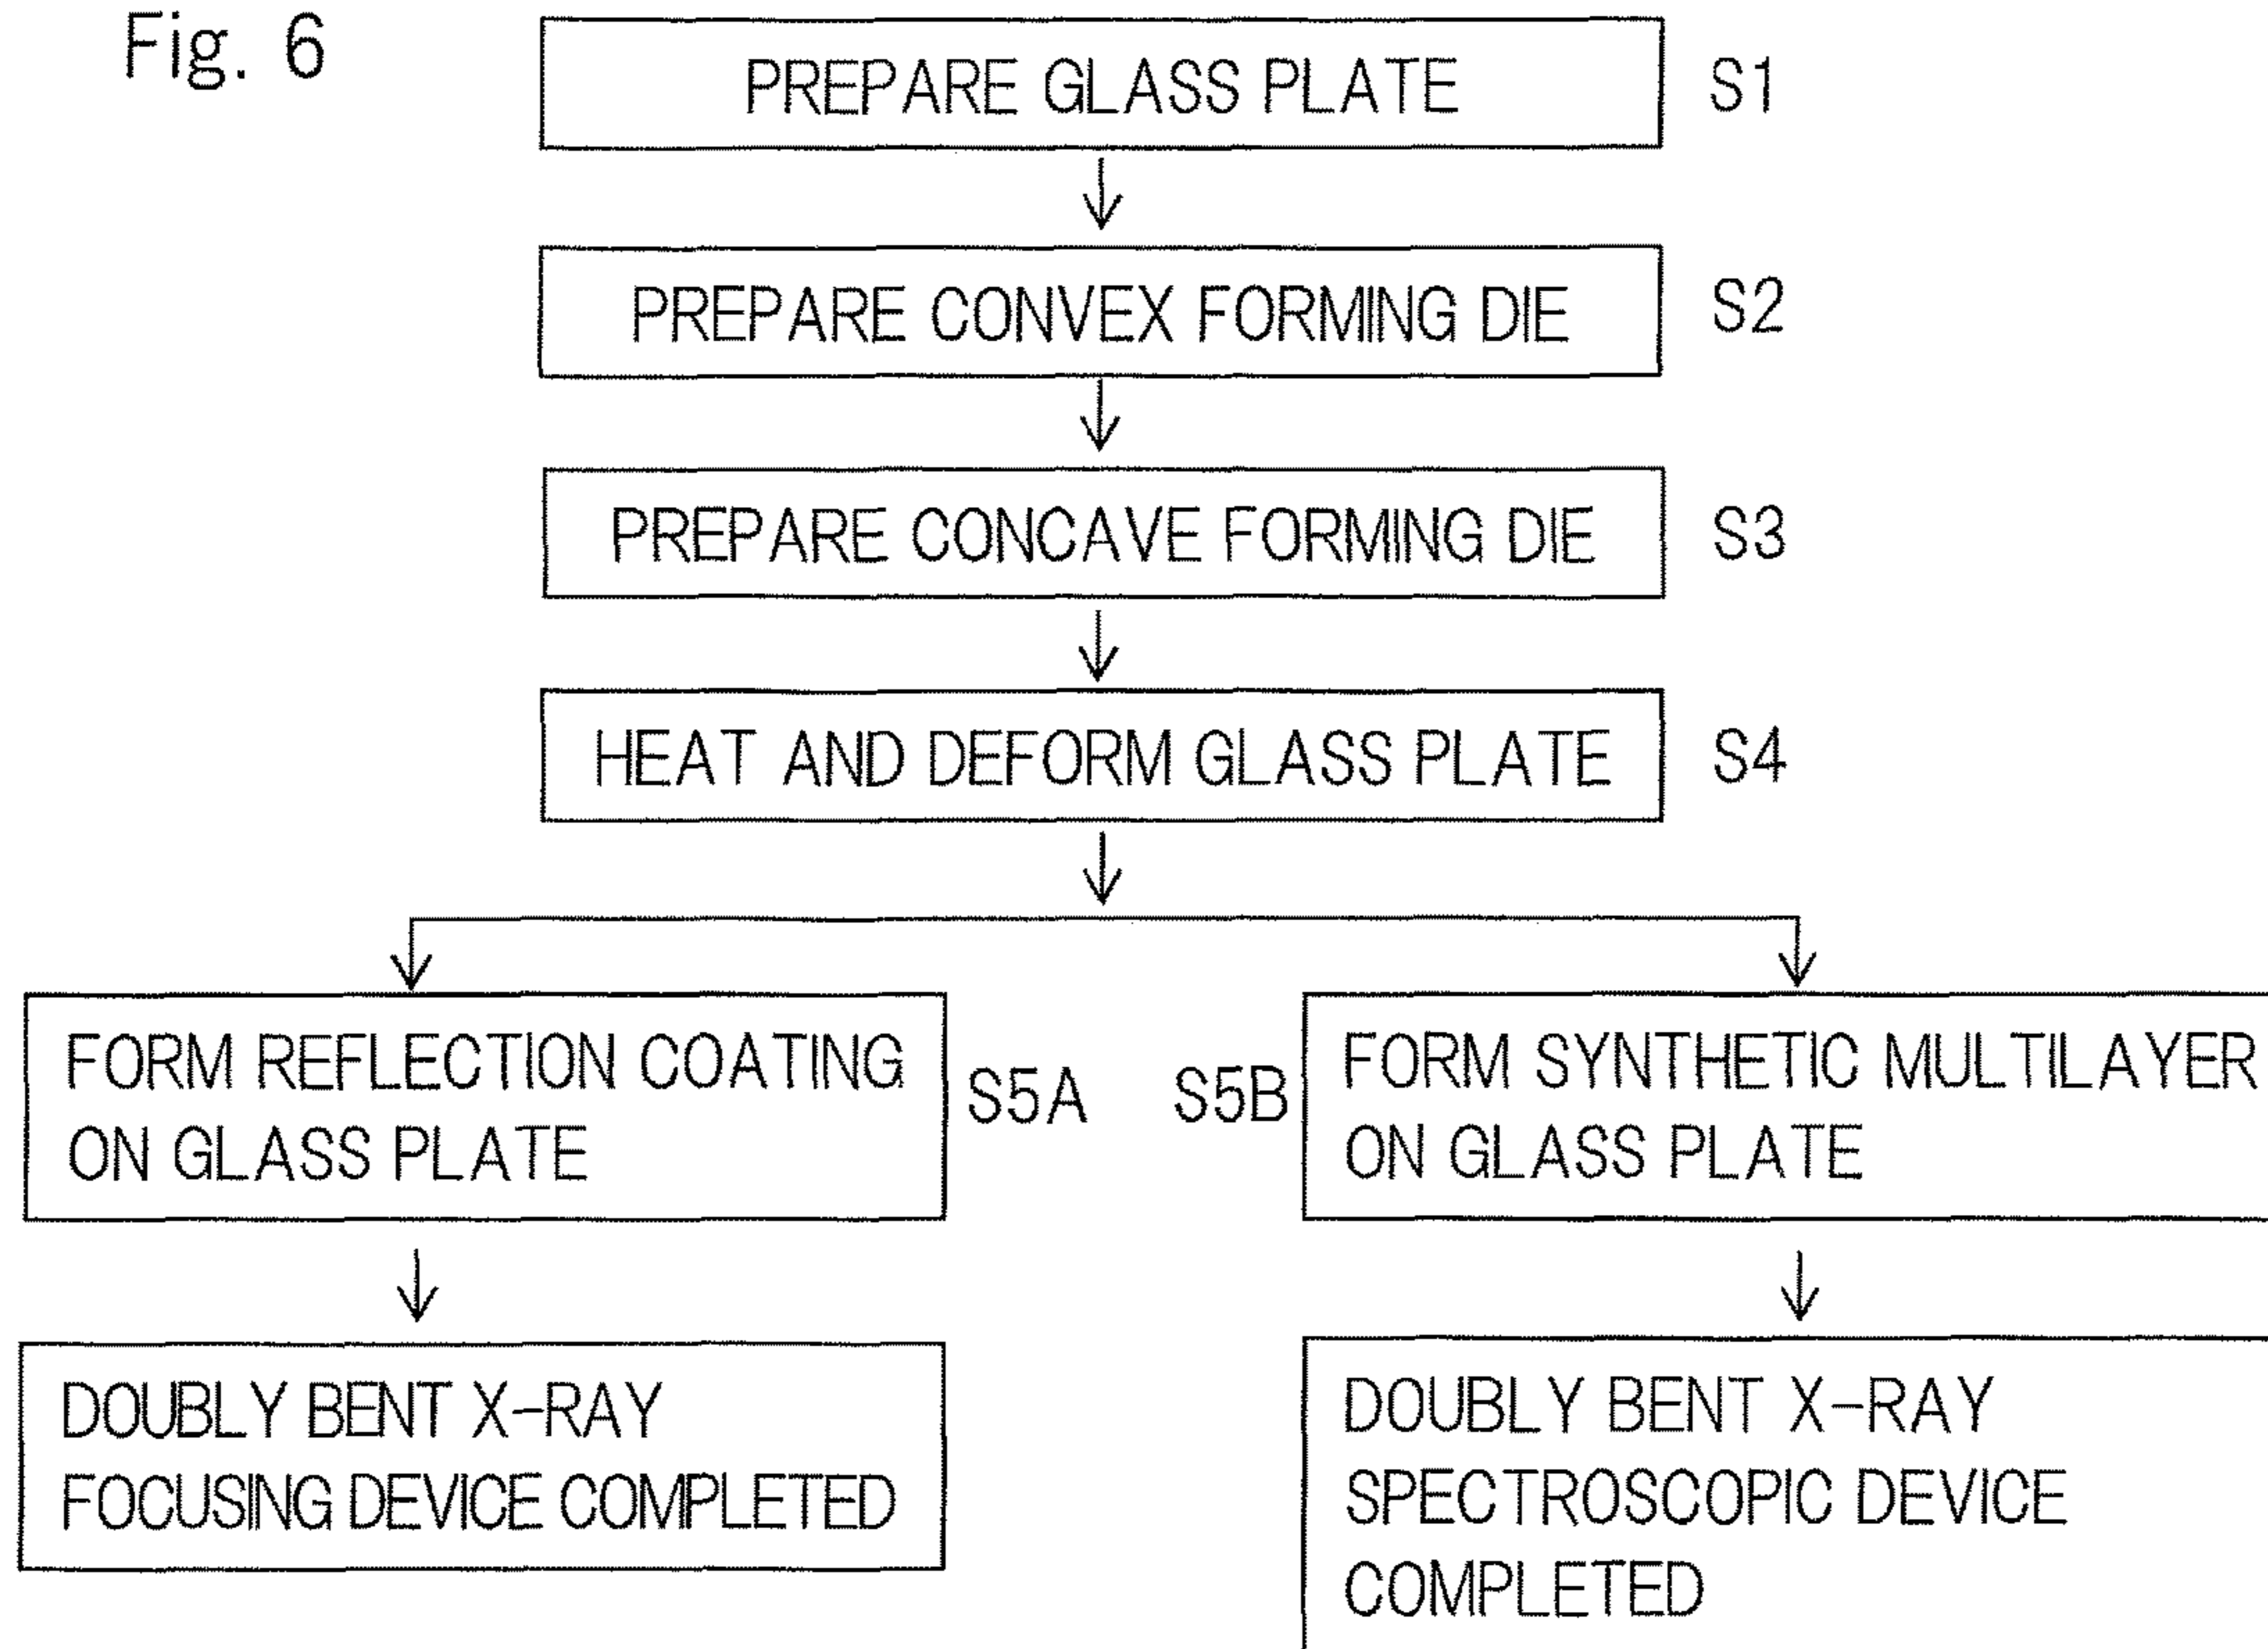 Fig. 6
PREPARE GLASS PLATE
S1
PREPARE CONVEX FORMING DIE
S2
PREPARE CONCAVE FORMING DIE
S3
HEAT AND DEFORM GLASS PLATE
S4
FORM REFLECTION COATING
ON GLASS PLATE
S5A
S5B
FORM SYNTHETIC MULTILAYER
ON GLASS PLATE
DOUBLY BENT X-RAY
FOCUSING DEVICE COMPLETED
DOUBLY BENT X-RAY
SPECTROSCOPIC DEVICE
COMPLETED